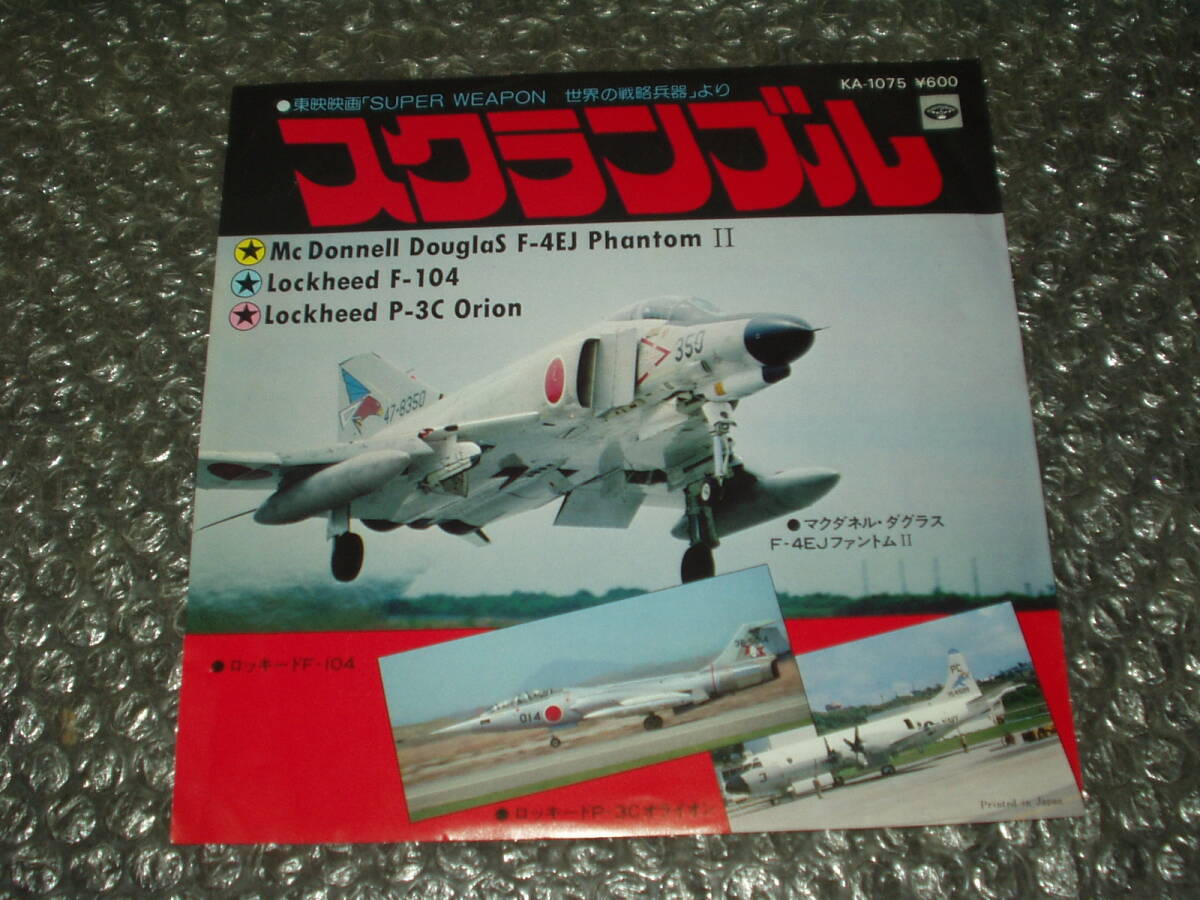 ●東映映画「SUPER WEAPON 世界の戦略兵器」より
KA-1075 ¥600
スクランブル
Mc Donnell DouglaS F-4EJ Phantom II
Lockheed F-104
Lockheed P-3C Orion
350
47-8350
●マクダネル・ダグラス
F-4EJファントムII
●ロッキードF-104
014
PC
3
●ロッキードP-3Cオライオン
Printed in Japan